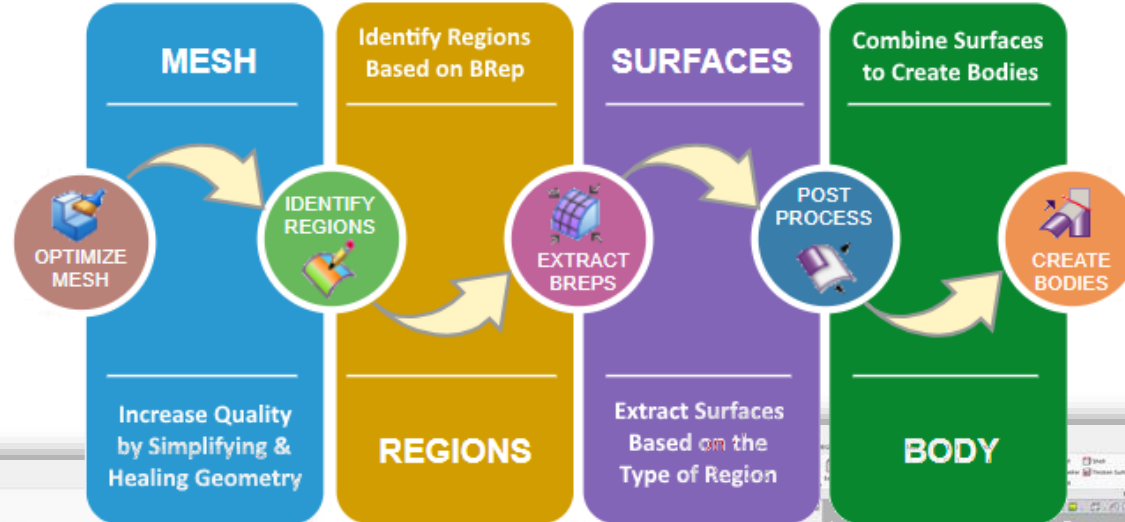 MESH
Increase Quality
by Simplifying &
Healing Geometry
Identify Regions
Based on BRep
REGIONS
SURFACES
Extract Surfaces
Based on the
Type of Region
Combine Surfaces
to Create Bodies
BODY
OPTIMIZE
MESH
IDENTIFY
REGIONS
EXTRACT
BREPS
POST
PROCESS
CREATE
BODIES
Shell